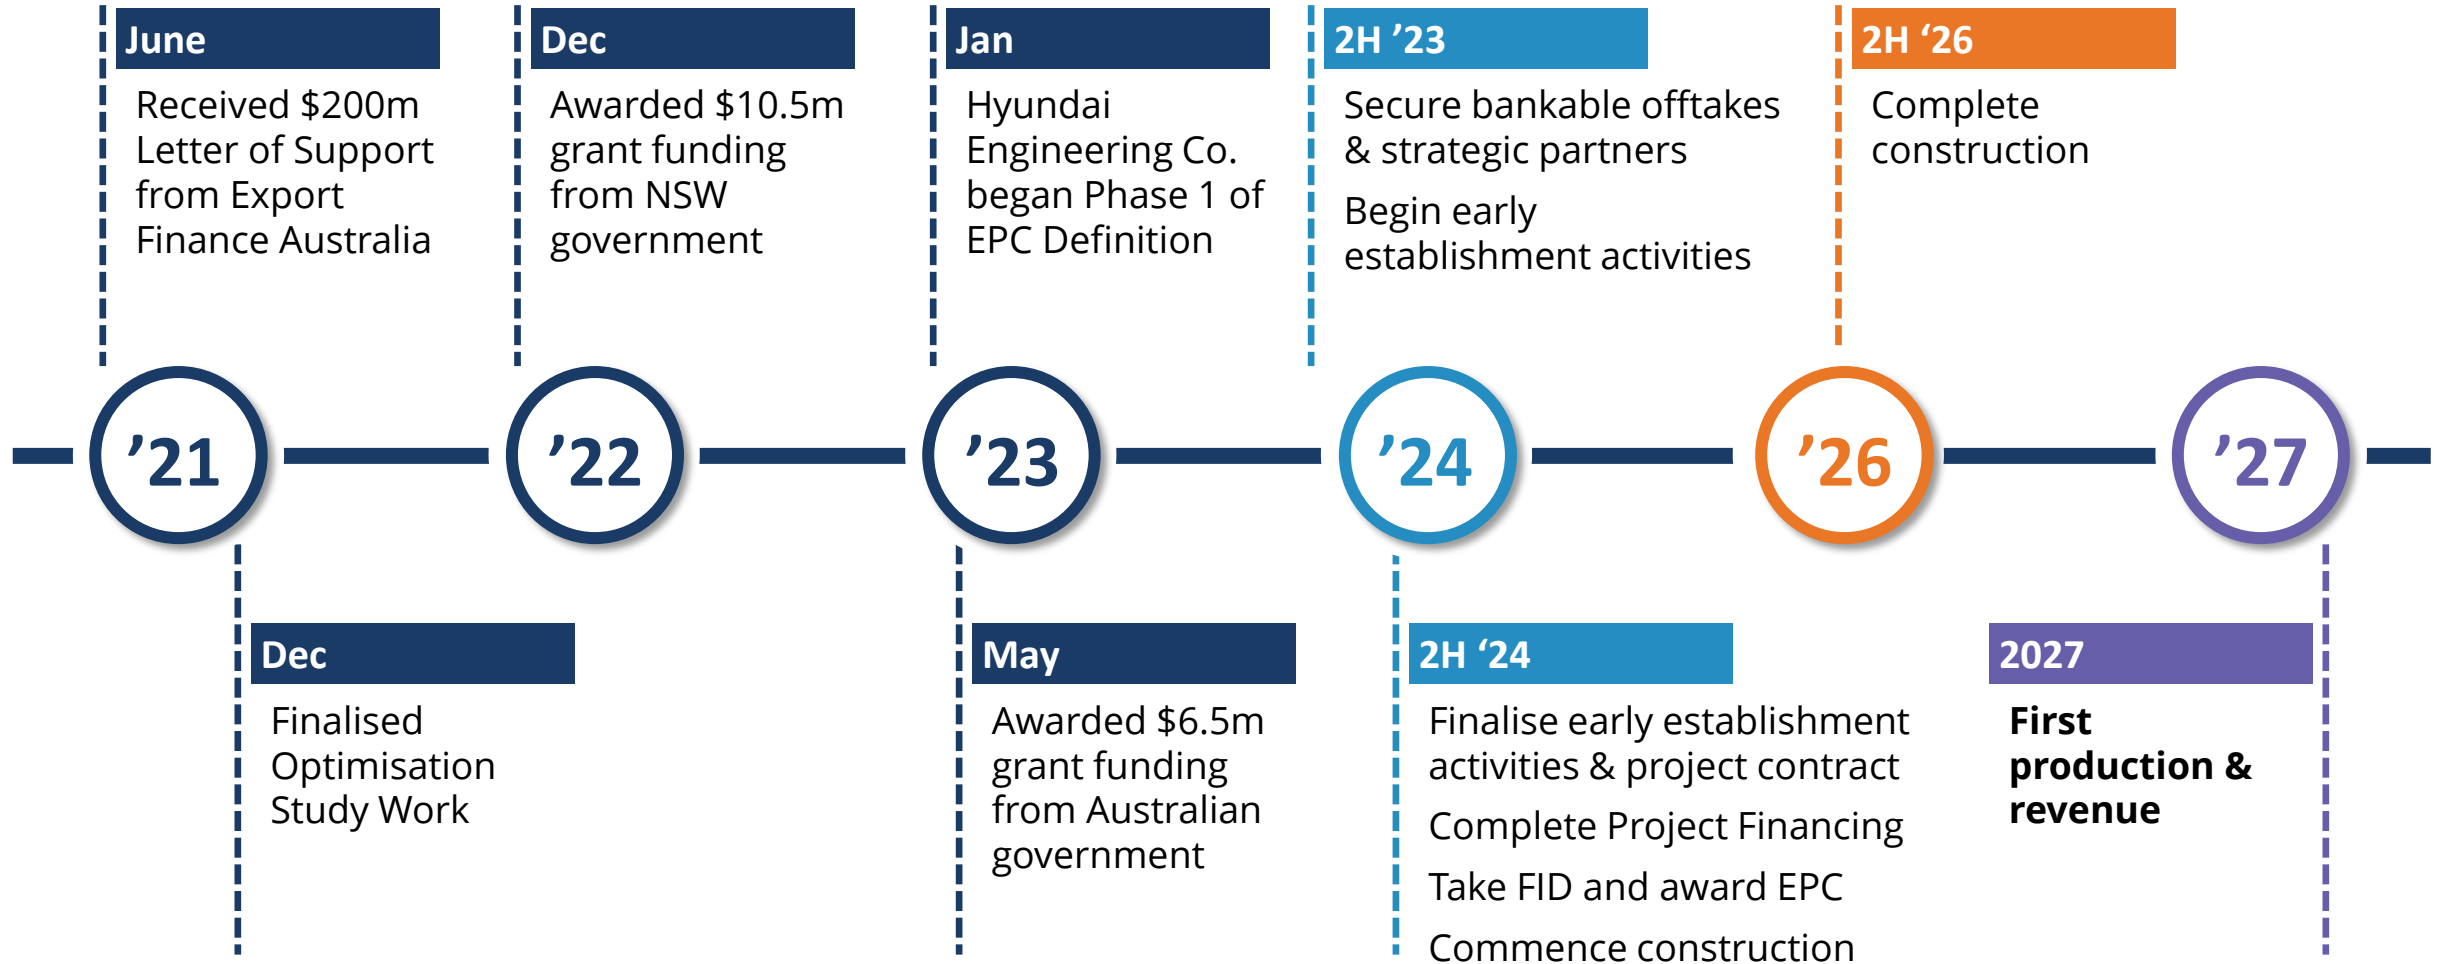 June
Received $200m
Letter of Support
from Export
Finance Australia
Dec
Awarded $10.5m
grant funding
from NSW
government
Jan
Hyundai
Engineering Co.
began Phase 1 of
EPC Definition
2H ’23
Secure bankable offtakes
& strategic partners
Begin early
establishment activities
2H ‘26
Complete
construction
’21
’22
’23
’24
’26
’27
Dec
Finalised
Optimisation
Study Work
May
Awarded $6.5m
grant funding
from Australian
government
2H ‘24
Finalise early establishment
activities & project contract
Complete Project Financing
Take FID and award EPC
Commence construction
2027
First
production &
revenue